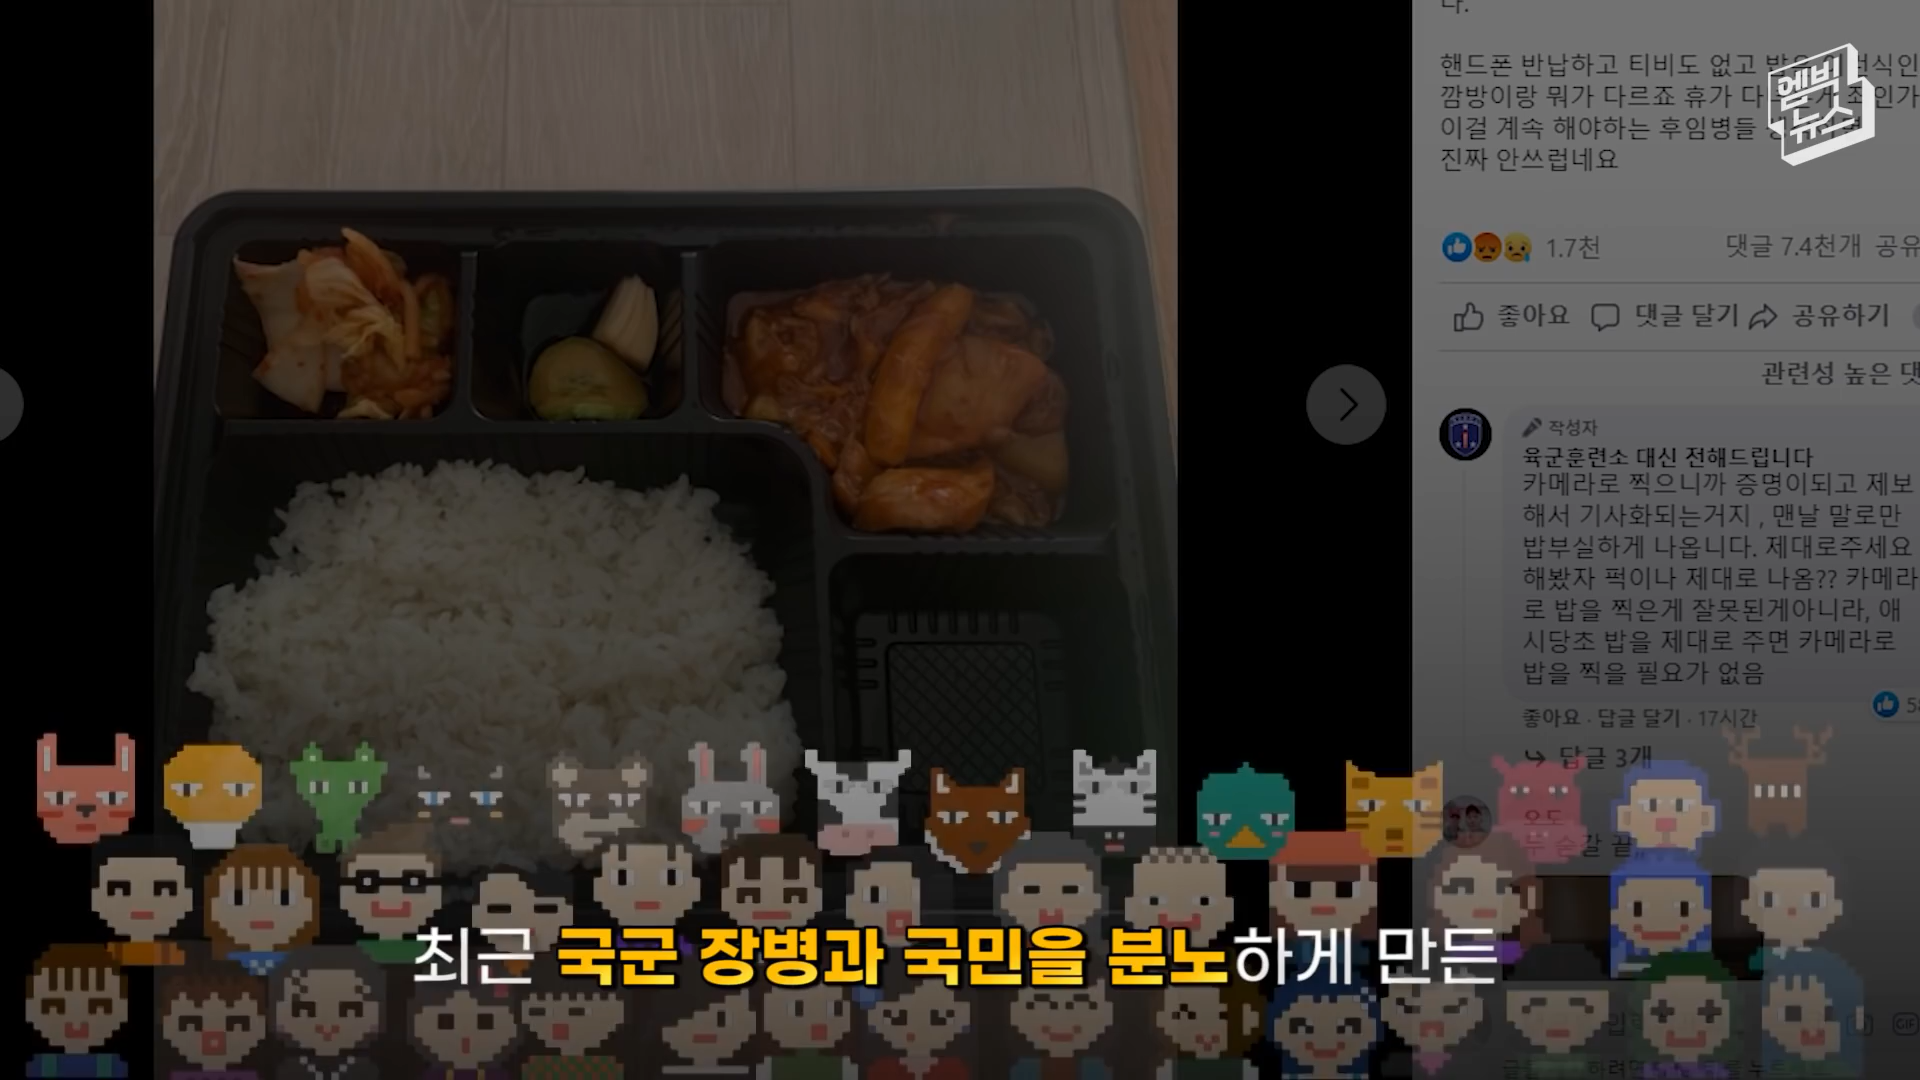 다.
핸드폰 반납하고 티비도 없고 밥은
깜방이랑 뭐가 다르죠 휴가
이걸 계속 해야하는 후임병들
진짜 안쓰럽네요
엠빅
뉴스
1.7천 댓글 7.4천개 공유
좋아요 댓글 달기 공유하기
관련성 높은 댓
작성자
육군훈련소 대신 전해드립니다
카메라로 찍으니까 증명이되고 제보
해서 기사화되는거지 , 맨날 말로만
밥부실하게 나옵니다. 제대로주세요
해봤자 퍽이나 제대로 나옴?? 카메라
로 밥을 찍은게 잘못된게아니라, 애
시당초 밥을 제대로 주면 카메라로
밥을 찍을 필요가 없음
좋아요 · 답글 달기 · 17시간
답글 3개
최근 국군 장병과 국민을 분노하게 만든
GIF